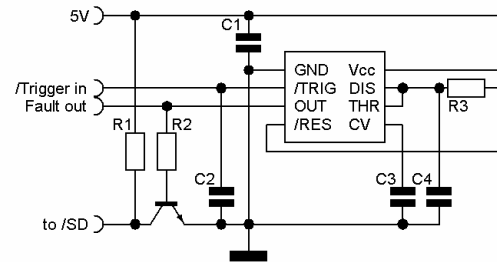 5V
C1
/Trigger in
Fault out
GND Vcc
/TRIG DIS
OUT THR
/RES CV
R3
R1 R2
C2 C3 C4
to /SD